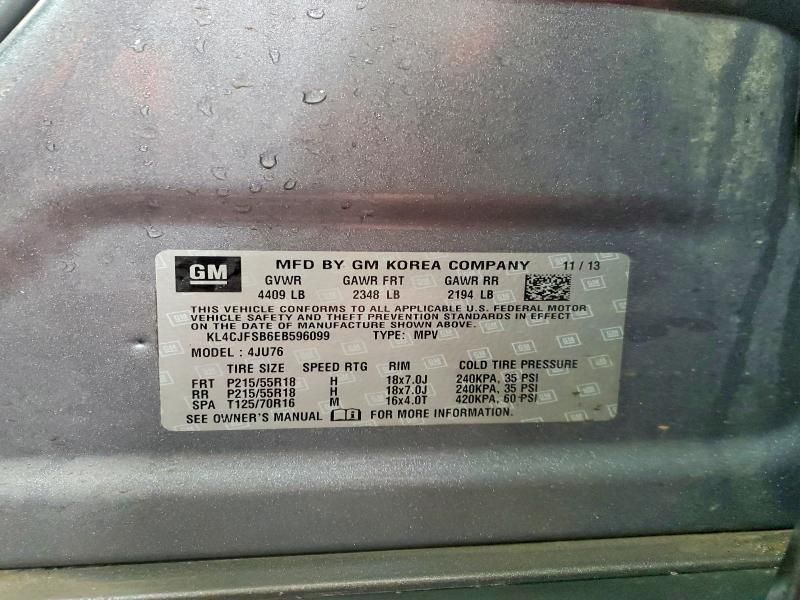 GM MFD BY GM KOREA COMPANY 11 / 13
GVWR GAWR FRT GAWR RR
4409 LB 2348 LB 2194 LB
THIS VEHICLE CONFORMS TO ALL APPLICABLE U.S. FEDERAL MOTOR
VEHICLE SAFETY AND THEFT PREVENTION STANDARDS IN EFFECT
ON THE DATE OF MANUFACTURE SHOWN ABOVE.
KL4CJFSB6EB596099 TYPE: MPV
MODEL : 4JU76
TIRE SIZE SPEED RTG RIM COLD TIRE PRESSURE
FRT P215/55R18 H 18x7.0J 240KPA, 35 PSI
RR P215/55R18 H 18x7.0J 240KPA, 35 PSI
SPA T125/70R16 M 16x4.0T 420KPA, 60 PSI
SEE OWNER'S MANUAL FOR MORE INFORMATION.